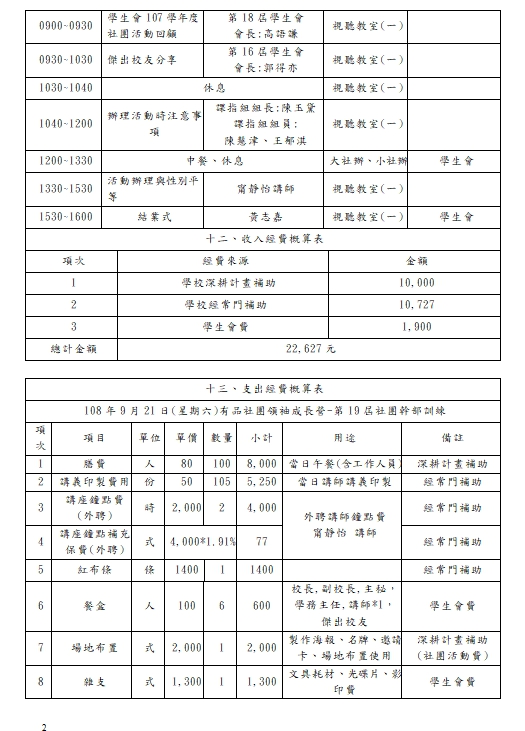 0900~0930 學生會 107 學年度社團活動回顧 第 18 屆學生會 會長:高語謙 視聽教室(一)
0930~1030 傑出校友分享 第 16 屆學生會 會長:郭得亦 視聽教室(一)
1030~1040 休息 視聽教室(一)
1040~1200 辦理活動時注意事項 課指組組長:陳玉黛 課指組組員: 陳慧津、王郁淇 視聽教室(一)
1200~1330 中餐、休息 大社辦、小社辦 學生會
1330~1530 活動辦理與性別平等 甯靜怡講師 視聽教室(一)
1530~1600 結業式 黃志嘉 視聽教室(一) 學生會
十二、收入經費概算表
項次 經費來源 金額
1 學校深耕計畫補助 10,000
2 學校經常門補助 10,727
3 學生會費 1,900
總計金額 22,627 元
十三、支出經費概算表
108 年 9 月 21 日(星期六)有品社團領袖成長營-第 19 屆社團幹部訓練
項次 項目 單位 單價 數量 小計 用途 備註
1 膳費 人 80 100 8,000 當日午餐(含工作人員) 深耕計畫補助
2 講義印製費用 份 50 105 5,250 當日講師講義印製 經常門補助
3 講座鐘點費(外聘) 時 2,000 2 4,000 外聘講師鐘點費 甯靜怡 講師 經常門補助
4 講座鐘點補充保費(外聘) 式 4,000*1.91% 77 經常門補助
5 紅布條 條 1400 1 1400 經常門補助
6 餐盒 人 100 6 600 校長,副校長,主秘,學務主任,講師*1,傑出校友 學生會費
7 場地布置 式 2,000 1 2,000 製作海報、名牌、邀請卡、場地布置使用 深耕計畫補助(社團活動費)
8 雜支 式 1,300 1 1,300 文具耗材、光碟片、影印費 學生會費
2